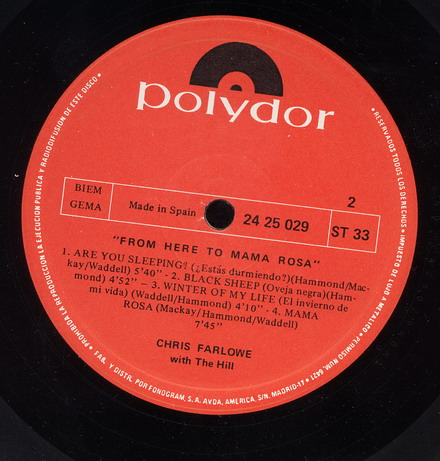 polydor
BIEM
GEMA
Made in Spain
24 25 029
2
ST 33
"FROM HERE TO MAMA ROSA"
1. ARE YOU SLEEPING? (¿Estás durmiendo?)(Hammond/Mac-
kay/Waddell) 5'40" - 2. BLACK SHEEP (Oveja negra)(Ham-
mond) 4'52" — 3. WINTER OF MY LIFE (El invierno de
mi vida) (Waddell/Hammond) 4'10" - 4. MAMA
ROSA (Mackay/Hammond/Waddell)
7'45"
CHRIS FARLOWE
with The Hill
• RESERVADOS TODOS LOS DERECHOS • IMPUESTO DE LUJO A METALICO • PERMISO NUM. 6421 •
• PROHIBIDA LA REPRODUCCION, LA EJECUCION PUBLICA Y RADIODIFUSION DE ESTE DISCO •
FAB. Y DISTR. POR FONOGRAM, S. A. AVDA. AMERICA, S/N. MADRID-17 •